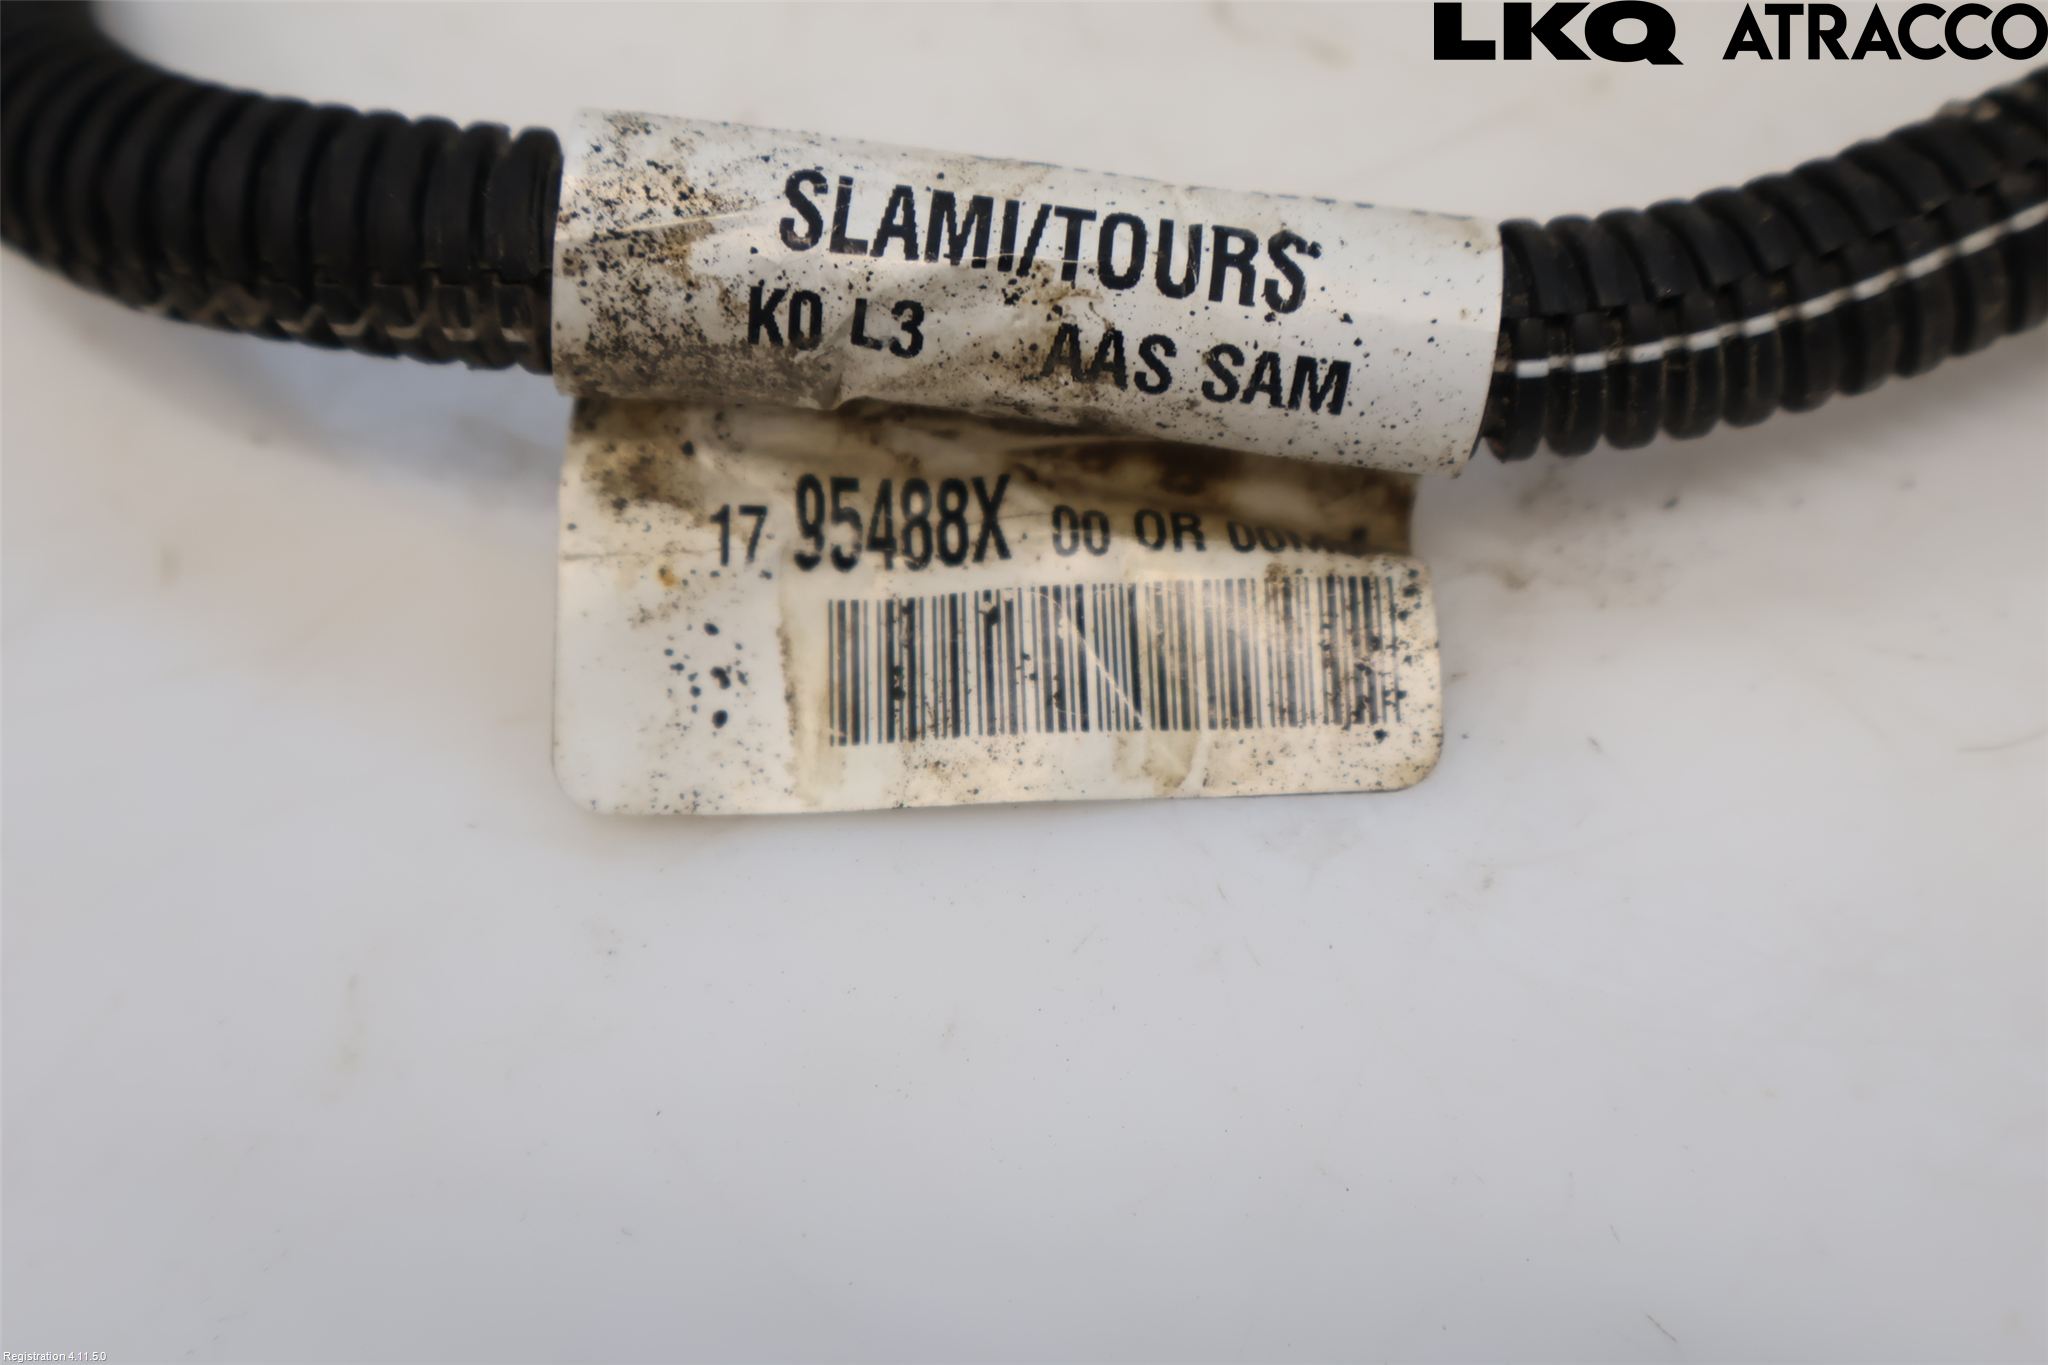 LKQ ATRACCO
SLAMI/TOURS
K0 L3 AAS SAM
17 95488X 00 OR
Registration 4.11.5.0